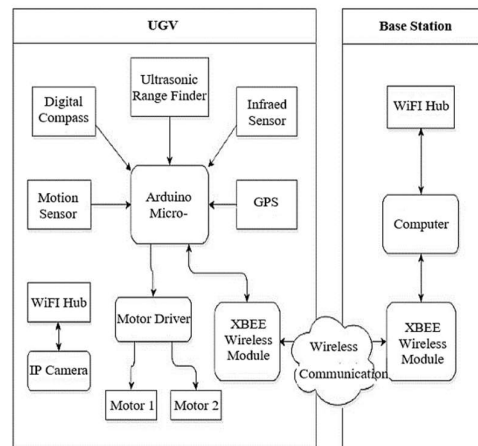 UGV
Base Station
Ultrasonic
Range Finder
Digital
Compass
Infraed
Sensor
WiFI Hub
Motion
Sensor
Arduino
Micro-
GPS
Computer
WiFI Hub
Motor Driver
XBEE
Wireless
Module
Wireless
Communication
XBEE
Wireless
Module
IP Camera
Motor 1
Motor 2